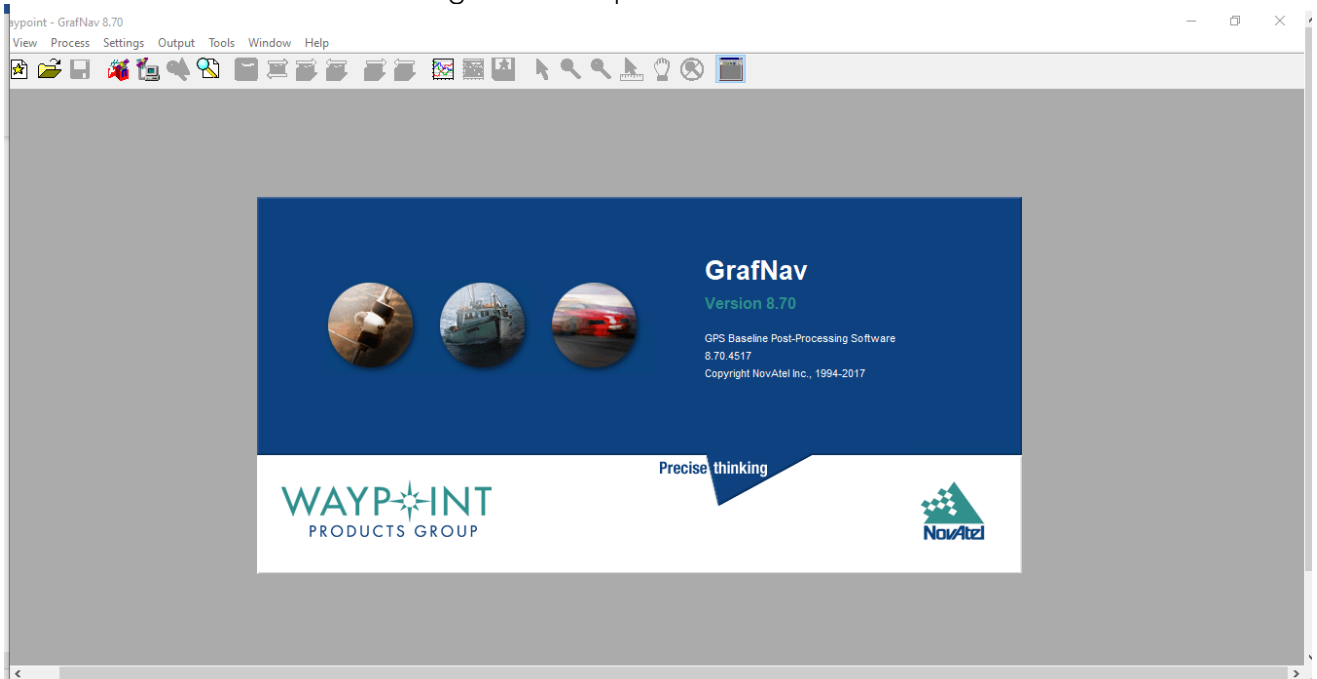 aypoint - GrafNav 8.70
View Process Settings Output Tools Window Help
GrafNav
Version 8.70
GPS Baseline Post-Processing Software
8.70.4517
Copyright NovAtel Inc., 1994-2017
Precise thinking
WAYPOINT
PRODUCTS GROUP
NovAtel